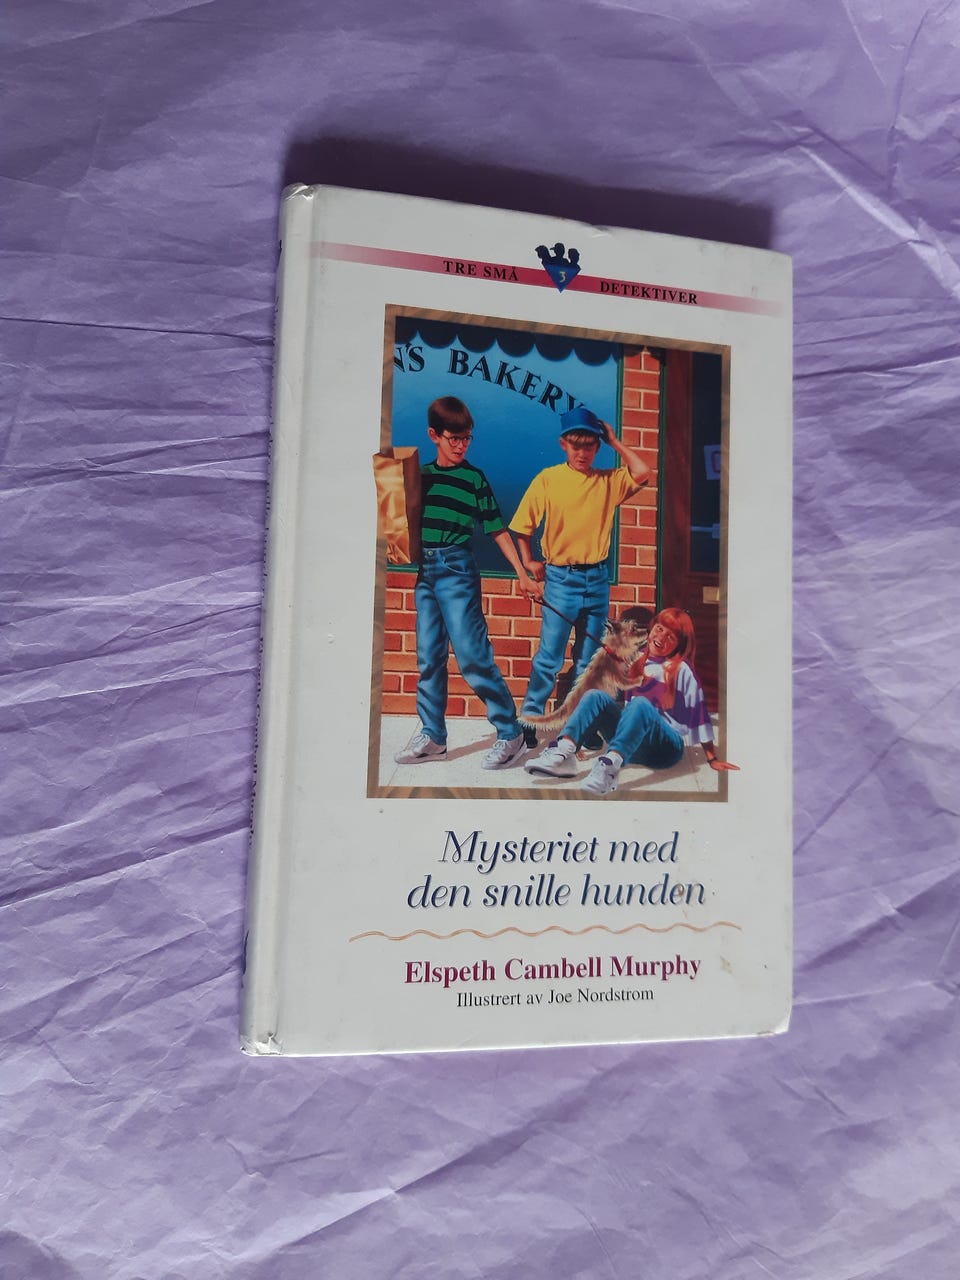 TRE SMÅ 3 DETEKTIVER
'S BAKERY
Mysteriet med
den snille hunden
Elspeth Cambell Murphy
Illustrert av Joe Nordstrom